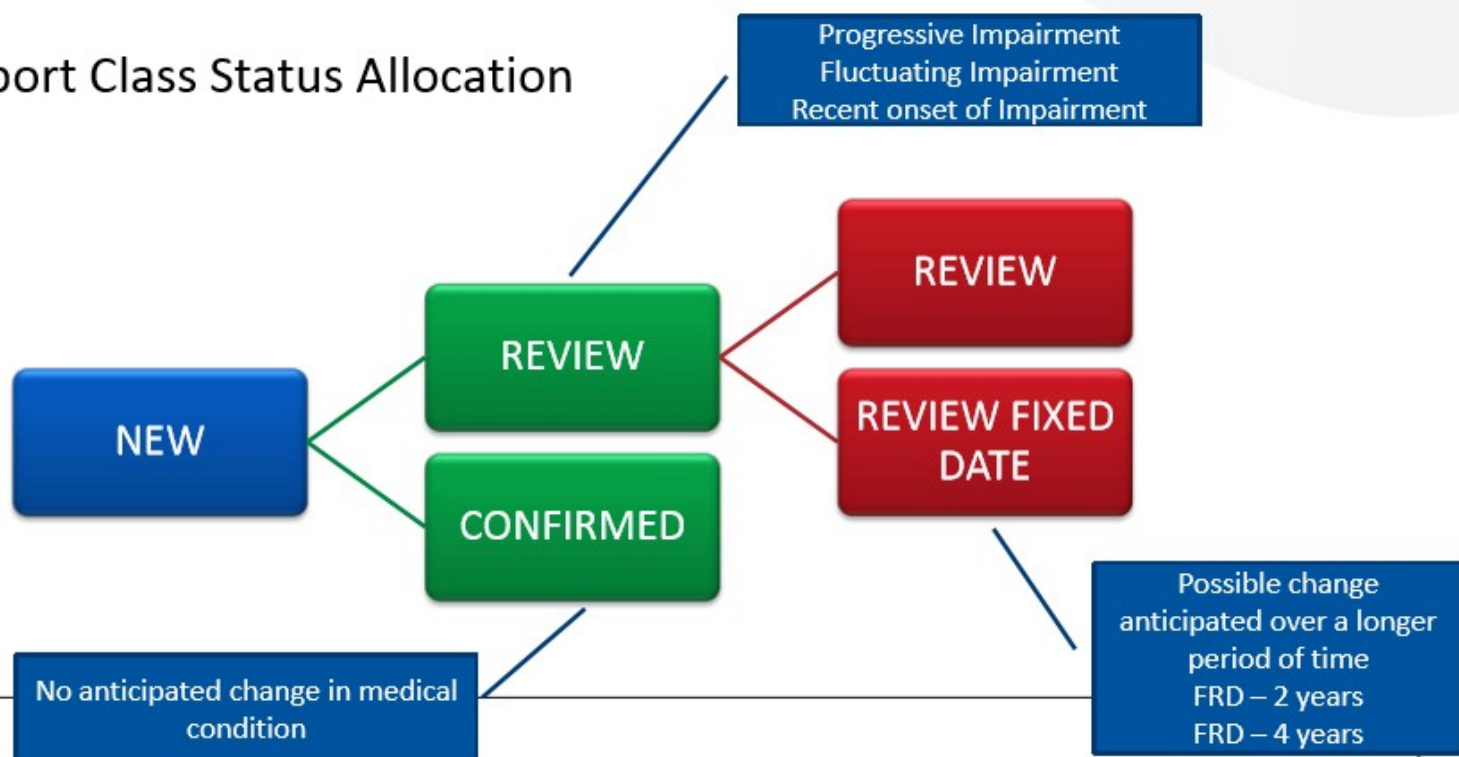 port Class Status Allocation
Progressive Impairment
Fluctuating Impairment
Recent onset of Impairment
REVIEW
REVIEW
NEW
REVIEW FIXED
DATE
CONFIRMED
Possible change
anticipated over a longer
period of time
FRD – 2 years
FRD – 4 years
No anticipated change in medical
condition